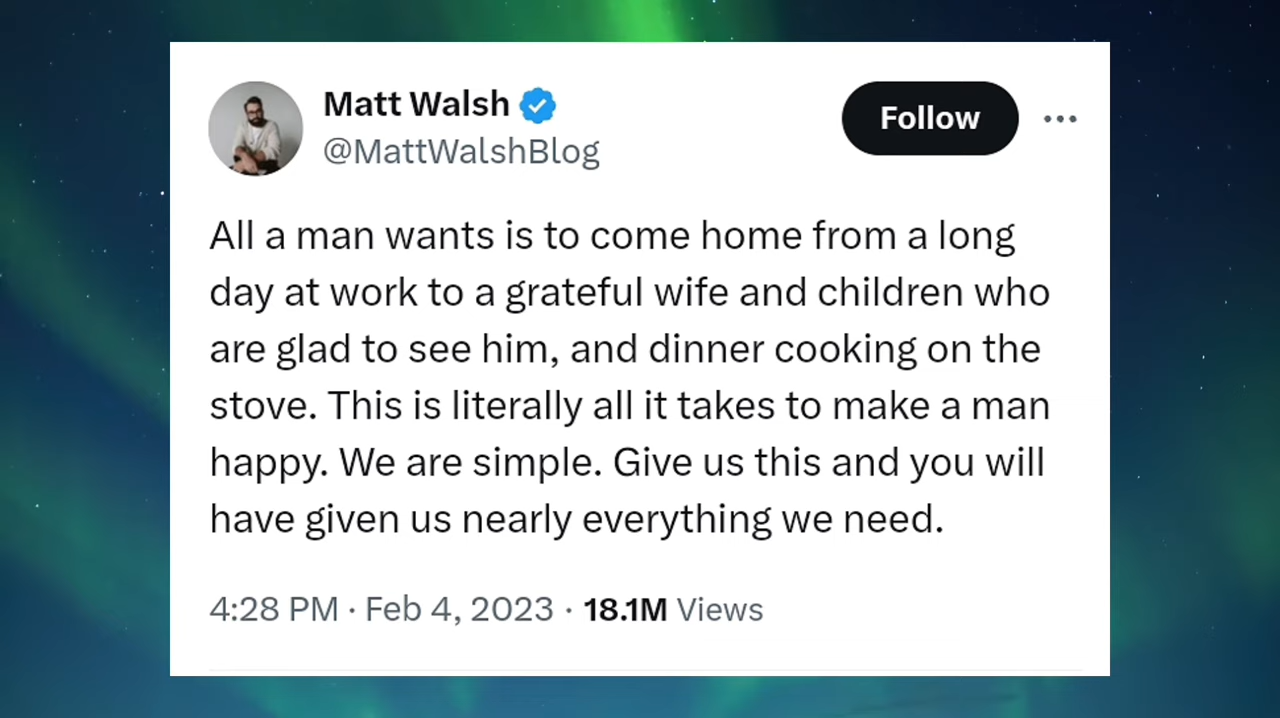 Matt Walsh
@MattWalshBlog
Follow
All a man wants is to come home from a long
day at work to a grateful wife and children who
are glad to see him, and dinner cooking on the
stove. This is literally all it takes to make a man
happy. We are simple. Give us this and you will
have given us nearly everything we need.
4:28 PM · Feb 4, 2023 · 18.1M Views